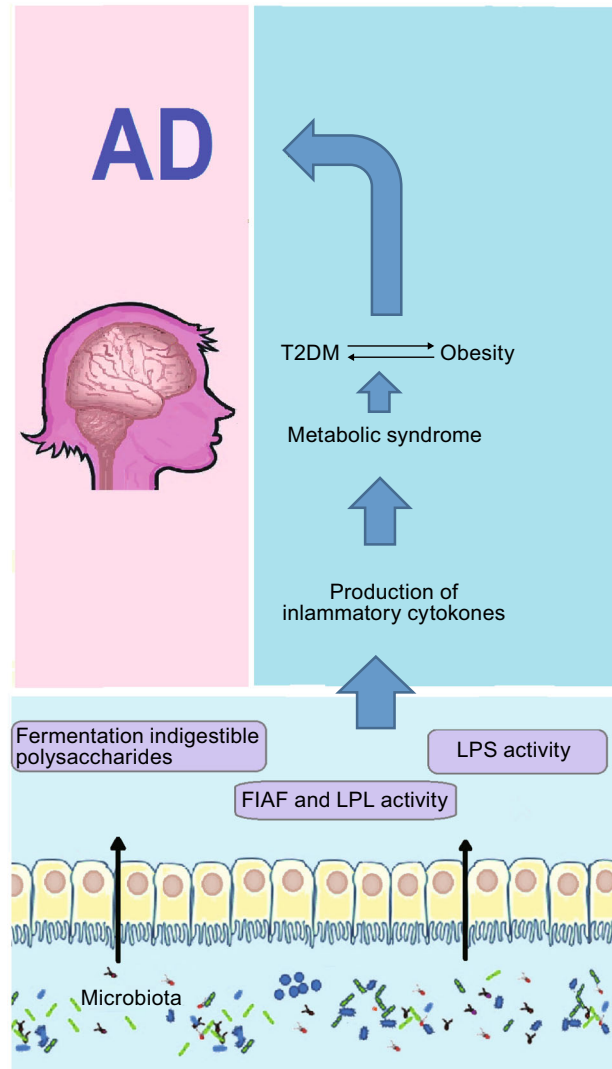 AD
T2DM
Obesity
Metabolic syndrome
Production of
inlammatory cytokones
Fermentation indigestible
polysaccharides
LPS activity
FIAF and LPL activity
Microbiota